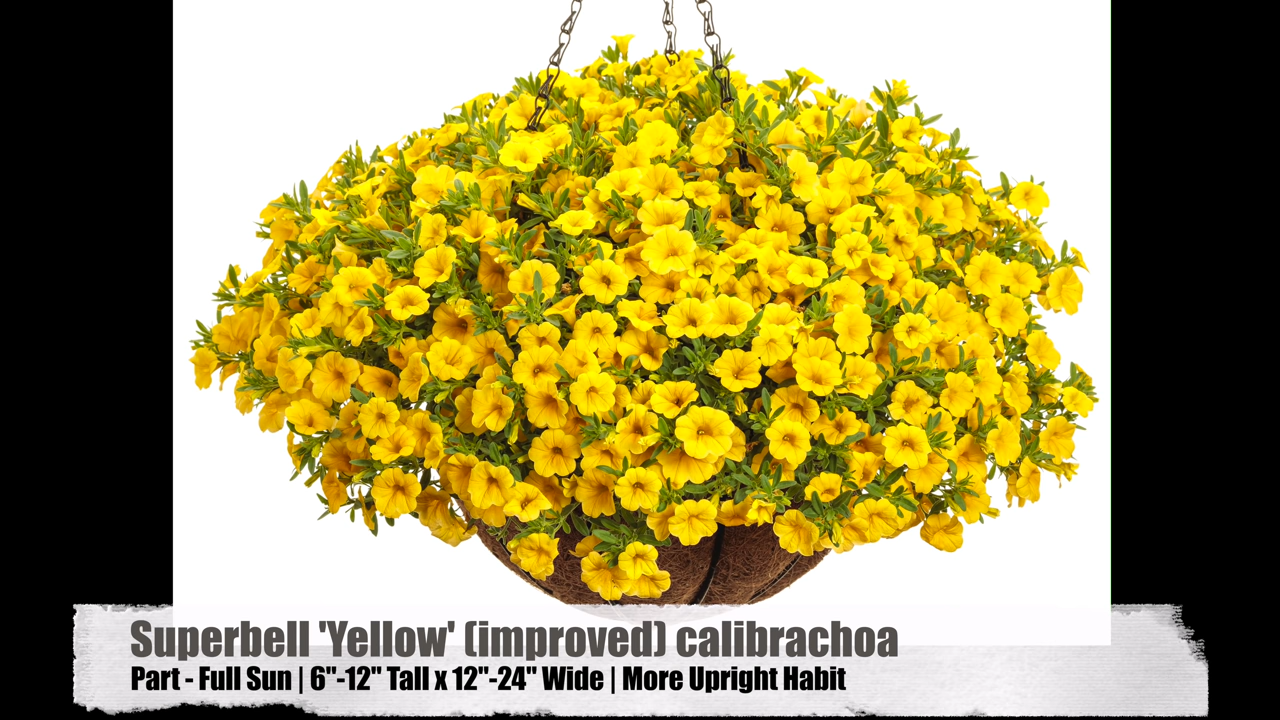 Superbell 'Yellow' (improved) calibrachoa
Part - Full Sun | 6"-12" Tall x 12"-24" Wide | More Upright Habit